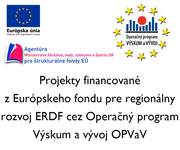 Európska únia
Operačný program
VÝSKUM a VÝVOJ
Agentúra
Ministerstva školstva, vedy, výskumu a športu SR
pre štrukturálne fondy EÚ
Projekty financované
z Európskeho fondu pre regionálny
rozvoj ERDF cez Operačný program
Výskum a vývoj OPVaV